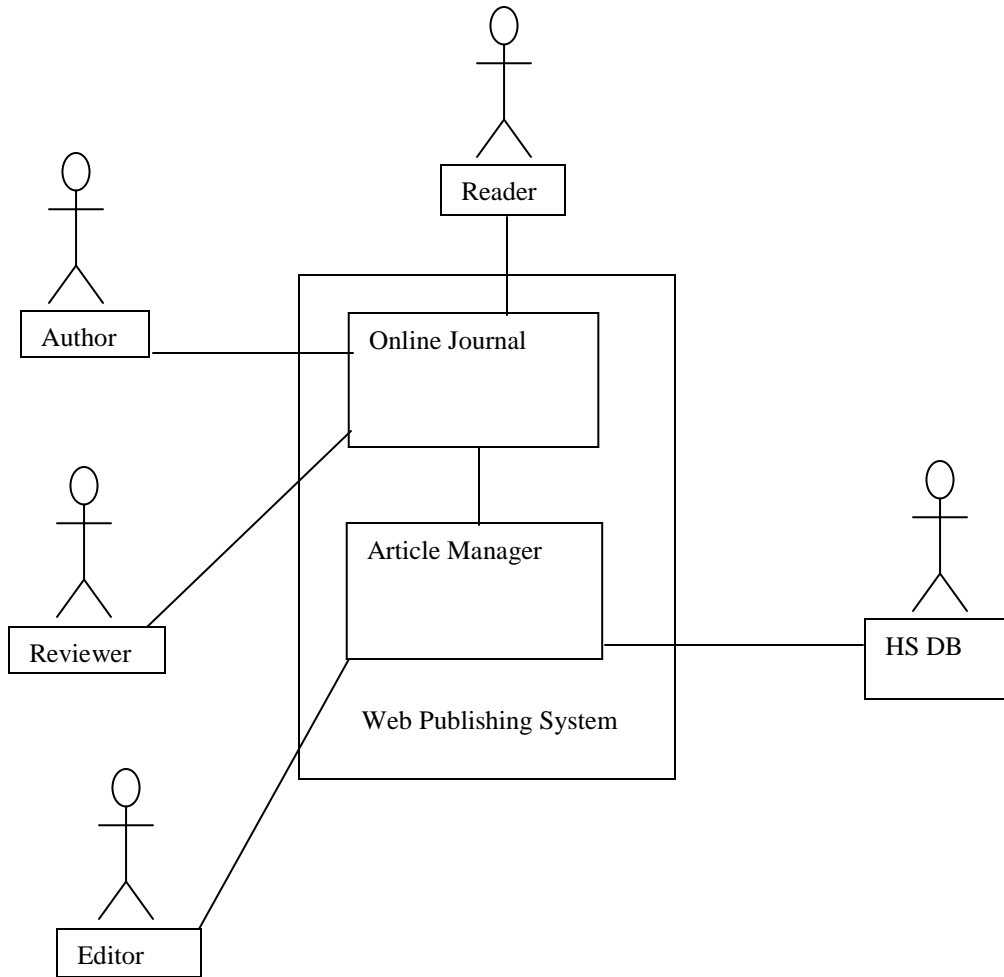 Reader
Author
Online Journal
Article Manager
Reviewer
HS DB
Web Publishing System
Editor